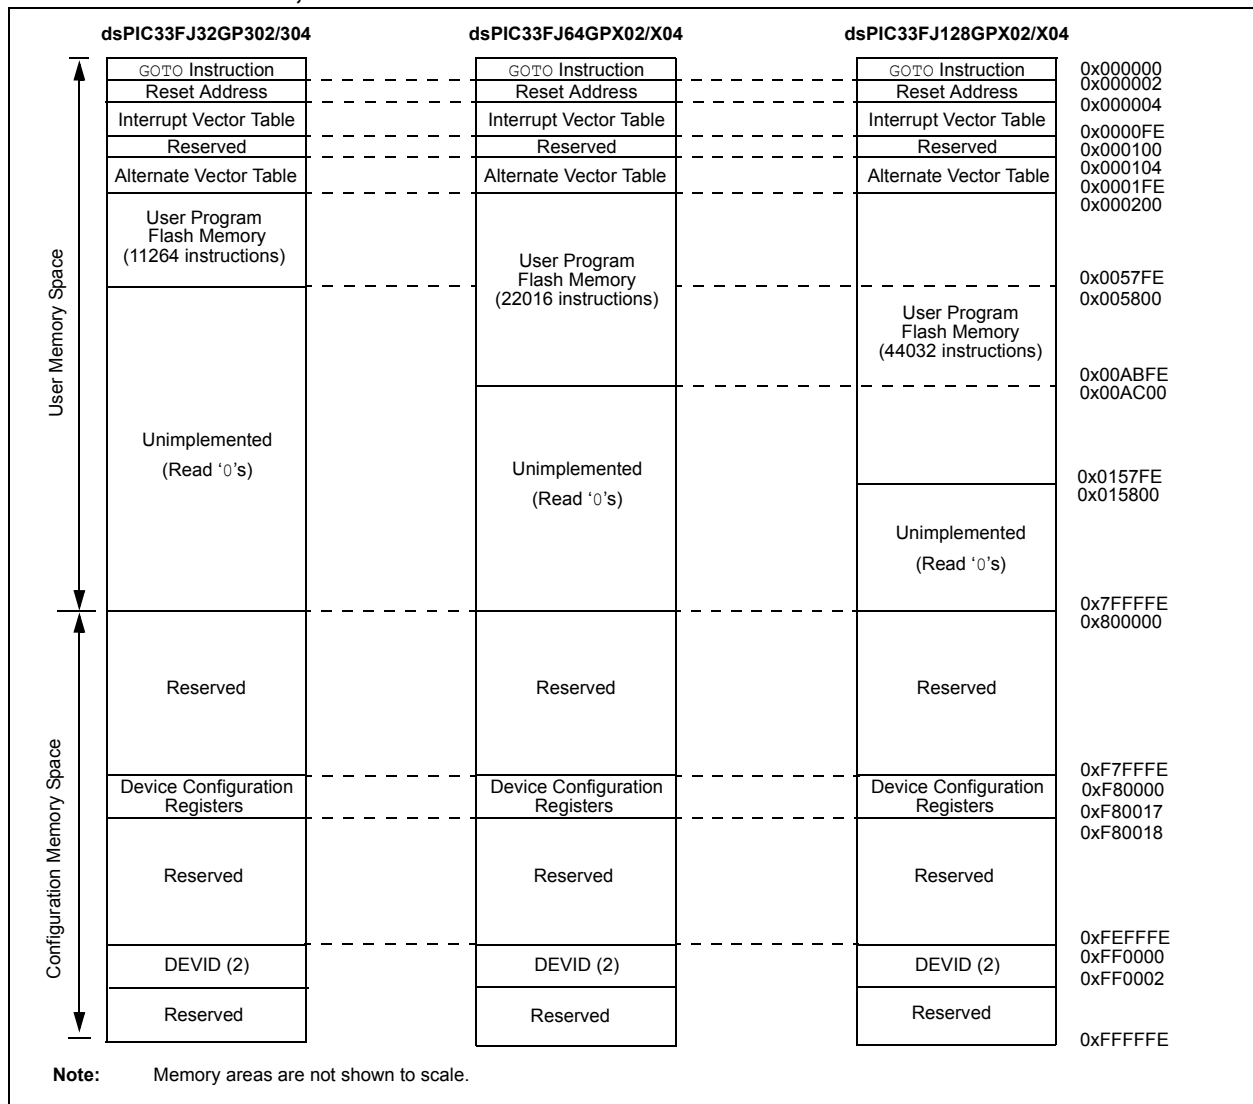 dsPIC33FJ32GP302/304
GOTO Instruction
Reset Address
Interrupt Vector Table
Reserved
Alternate Vector Table
User Program
Flash Memory
(11264 instructions)
Unimplemented
(Read ‘0’s)
Reserved
Device Configuration
Registers
Reserved
DEVID (2)
Reserved
dsPIC33FJ64GPX02/X04
GOTO Instruction
Reset Address
Interrupt Vector Table
Reserved
Alternate Vector Table
User Program
Flash Memory
(22016 instructions)
Unimplemented
(Read ‘0’s)
Reserved
Device Configuration
Registers
Reserved
DEVID (2)
Reserved
dsPIC33FJ128GPX02/X04
GOTO Instruction
Reset Address
Interrupt Vector Table
Reserved
Alternate Vector Table
User Program
Flash Memory
(44032 instructions)
Unimplemented
(Read ‘0’s)
Reserved
Device Configuration
Registers
Reserved
DEVID (2)
Reserved
0x000000
0x000002
0x000004
0x0000FE
0x000100
0x000104
0x0001FE
0x000200
0x0057FE
0x005800
0x00ABFE
0x00AC00
0x0157FE
0x015800
0x7FFFFE
0x800000
0xF7FFFE
0xF80000
0xF80017
0xF80018
0xFEFFFE
0xFF0000
0xFF0002
0xFFFFFE
User Memory Space
Configuration Memory Space
Note: Memory areas are not shown to scale.